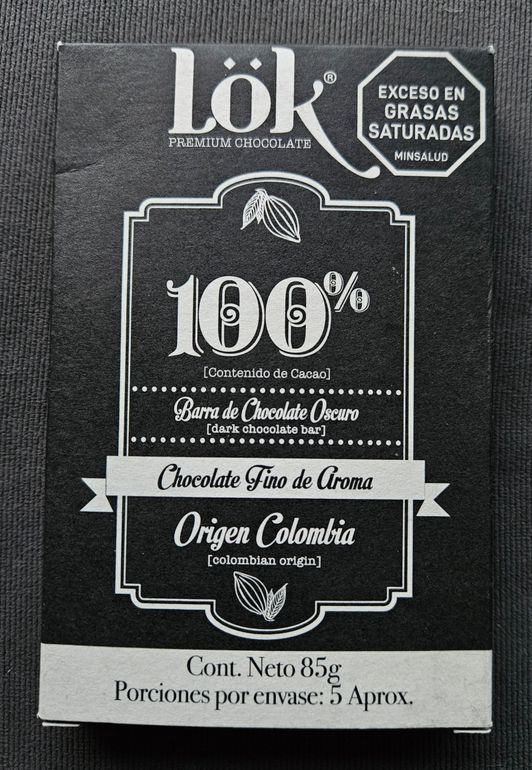 Lök®
PREMIUM CHOCOLATE
EXCESO EN
GRASAS
SATURADAS
MINSALUD
100%
[Contenido de Cacao]
Barra de Chocolate Oscuro
[dark chocolate bar]
Chocolate Fino de Aroma
Origen Colombia
[colombian origin]
Cont. Neto 85g
Porciones por envase: 5 Aprox.